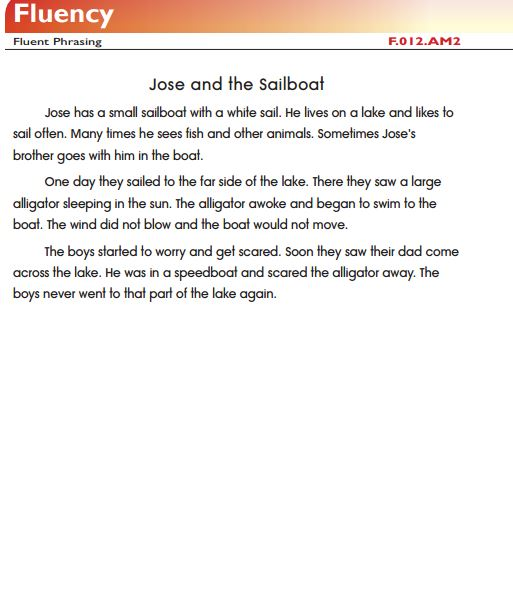 Fluency
Fluent Phrasing F.012.AM2
Jose and the Sailboat
Jose has a small sailboat with a white sail. He lives on a lake and likes to
sail often. Many times he sees fish and other animals. Sometimes Jose's
brother goes with him in the boat.
One day they sailed to the far side of the lake. There they saw a large
alligator sleeping in the sun. The alligator awoke and began to swim to the
boat. The wind did not blow and the boat would not move.
The boys started to worry and get scared. Soon they saw their dad come
across the lake. He was in a speedboat and scared the alligator away. The
boys never went to that part of the lake again.